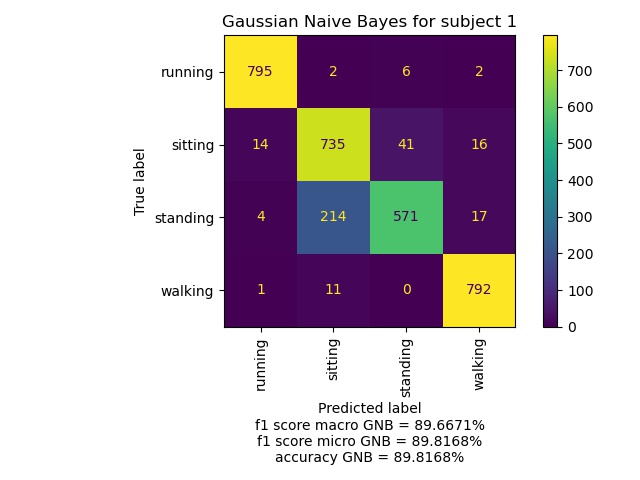 Gaussian Naive Bayes for subject 1
running 795 2 6 2
sitting 14 735 41 16
standing 4 214 571 17
walking 1 11 0 792
True label
running sitting standing walking
Predicted label
f1 score macro GNB = 89.6671%
f1 score micro GNB = 89.8168%
accuracy GNB = 89.8168%
700
600
500
400
300
200
100
0